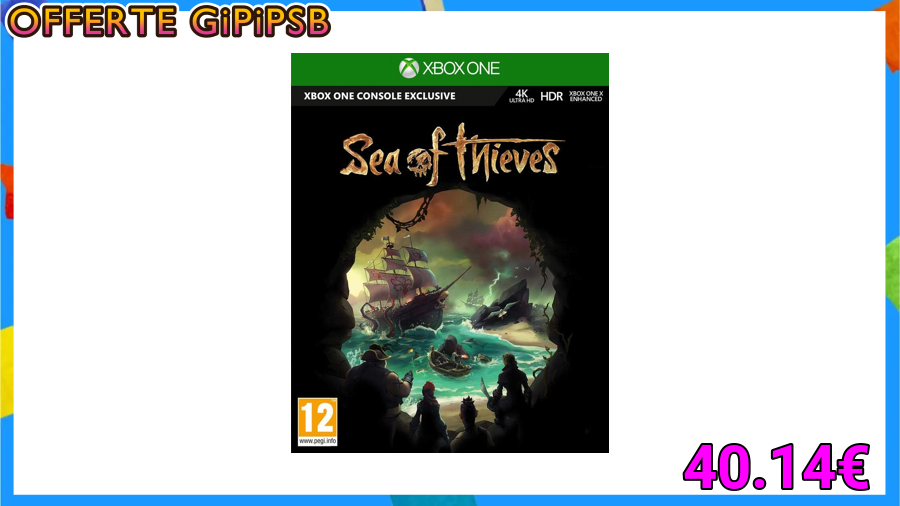 OFFERTE GiPiPSB
XBOX ONE
XBOX ONE CONSOLE EXCLUSIVE
4K
ULTRA HD
HDR
XBOX ONE X
ENHANCED
Sea of Thieves
12
www.pegi.info
40.14€